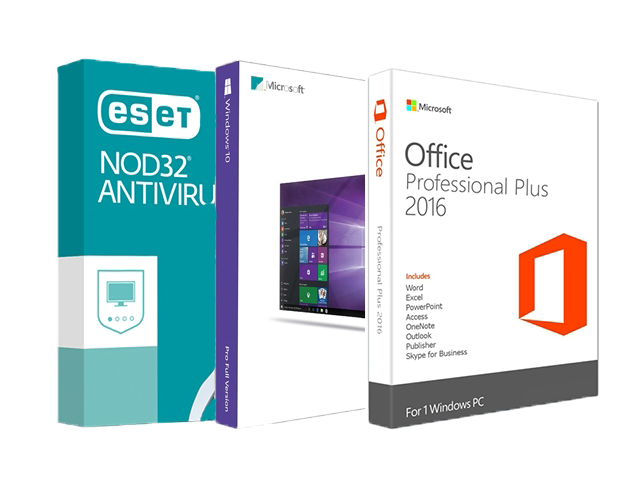 eseT®
NOD32®
ANTIVIRU
Windows 10
Pro Full Version
Microsoft
Office
Professional Plus 2016
Microsoft
Office
Professional Plus
2016
Includes
Word
Excel
PowerPoint
Access
OneNote
Outlook
Publisher
Skype for Business
For 1 Windows PC